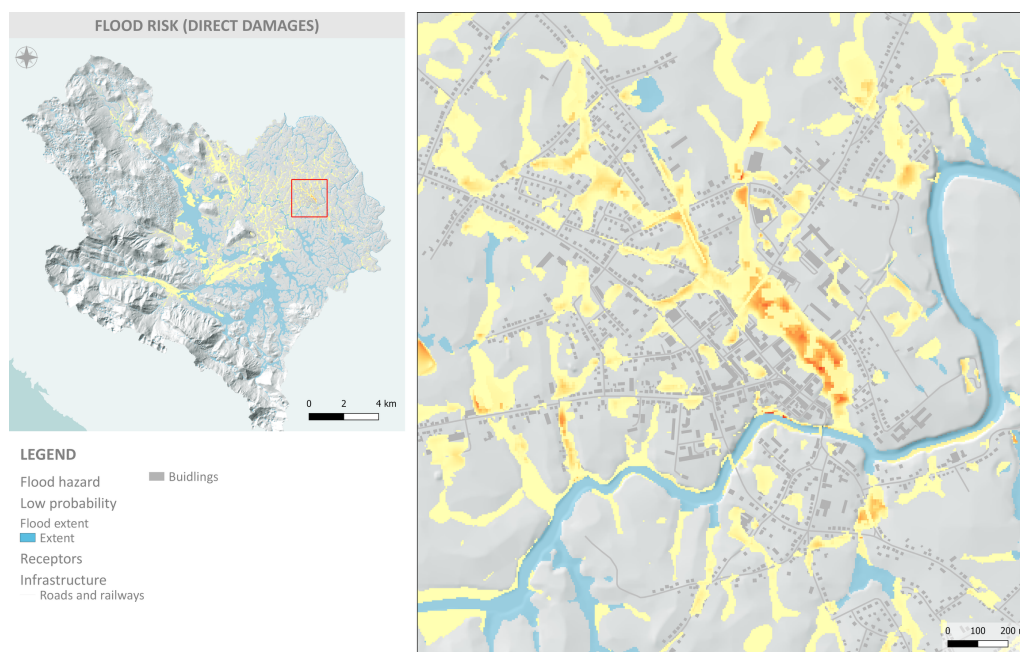 FLOOD RISK (DIRECT DAMAGES)
0 2 4 km
LEGEND
Flood hazard
Low probability
Flood extent
Extent
Receptors
Infrastructure
Roads and railways
Buidlings
0 100 200 m